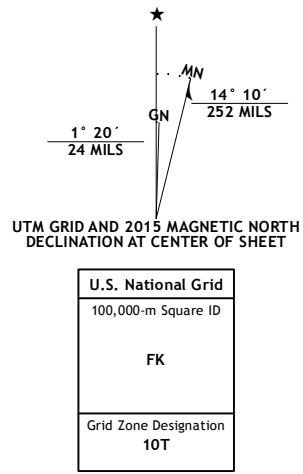 MN
GN
14° 10´
252 MILS
1° 20´
24 MILS
UTM GRID AND 2015 MAGNETIC NORTH
DECLINATION AT CENTER OF SHEET
U.S. National Grid
100,000-m Square ID
FK
Grid Zone Designation
10T